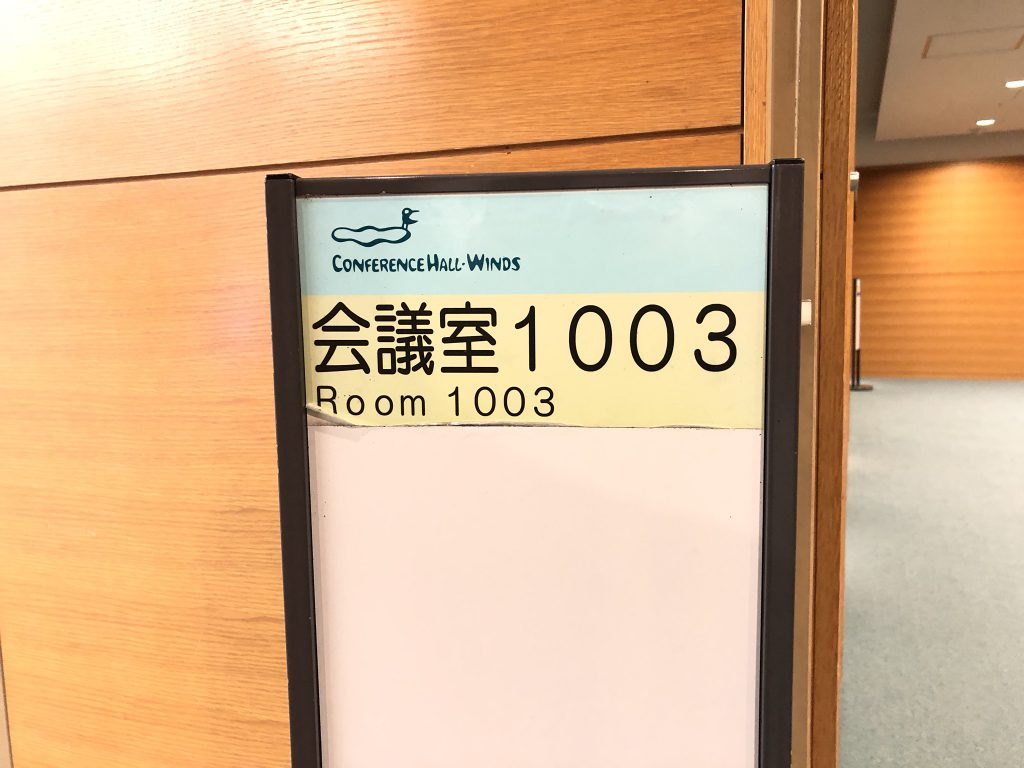 CONFERENCE HALL·WINDS
会議室1003
Room 1003